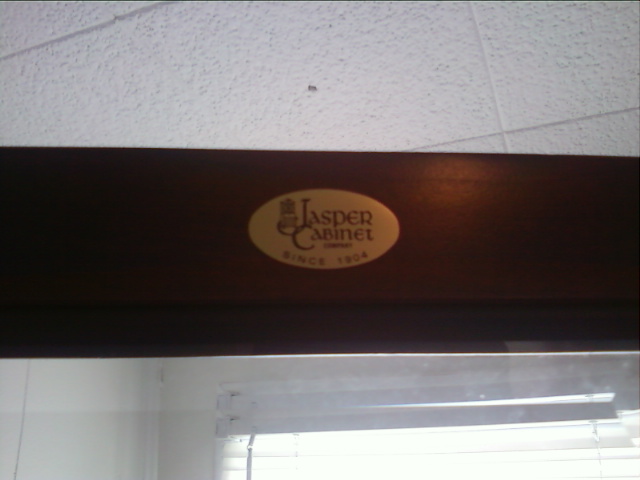 Jasper
Cabinet
COMPANY
SINCE 1904